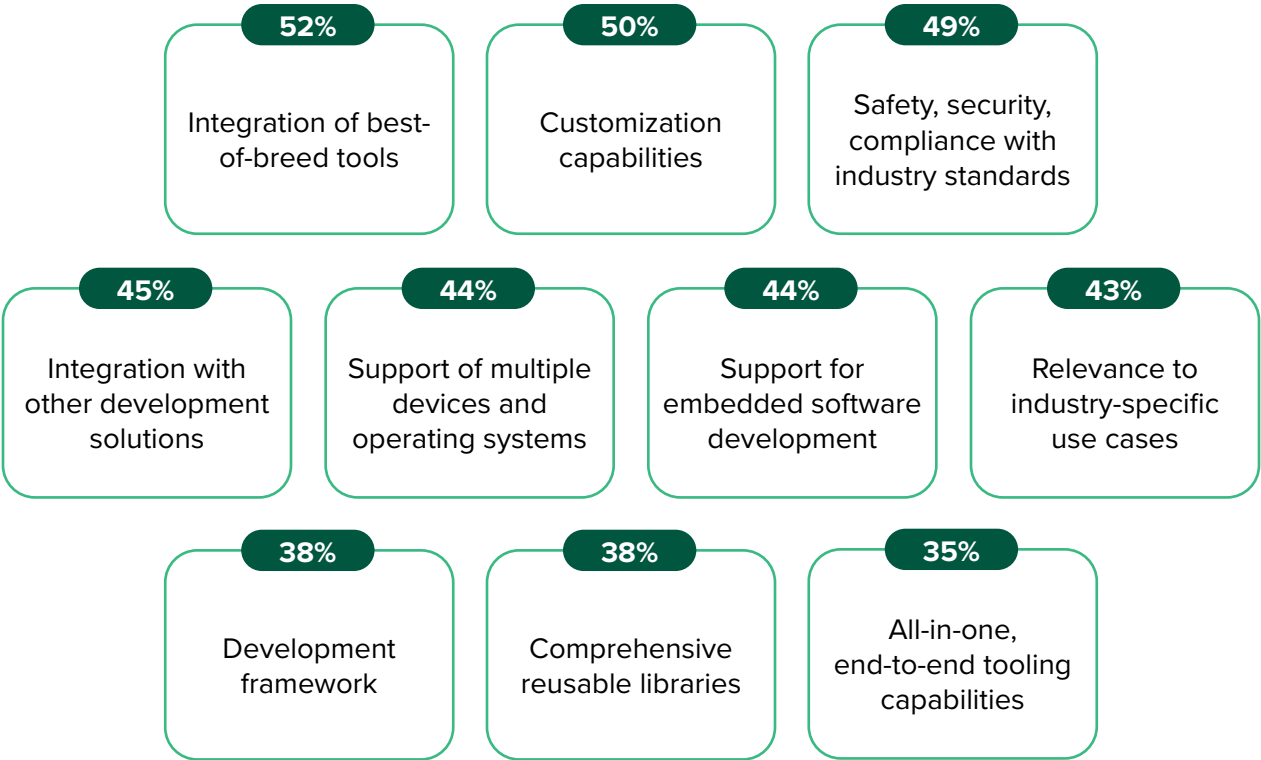 52%
Integration of best-
of-breed tools
50%
Customization
capabilities
49%
Safety, security,
compliance with
industry standards
45%
Integration with
other development
solutions
44%
Support of multiple
devices and
operating systems
44%
Support for
embedded software
development
43%
Relevance to
industry-specific
use cases
38%
Development
framework
38%
Comprehensive
reusable libraries
35%
All-in-one,
end-to-end tooling
capabilities